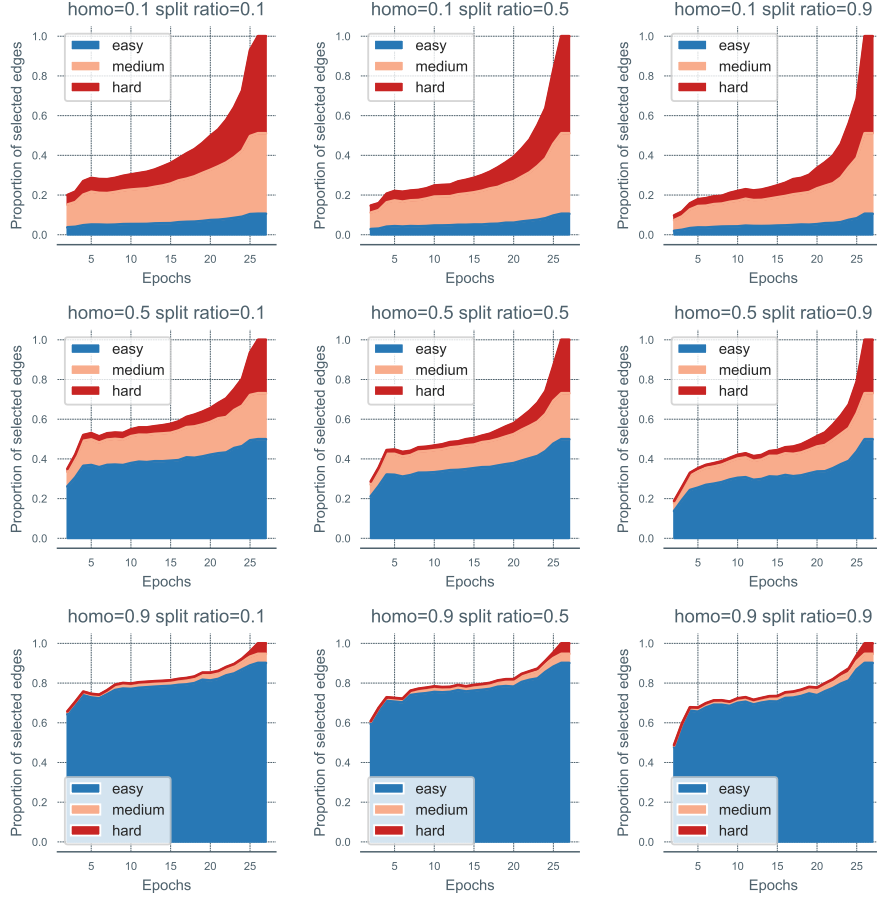 homo=0.1 split ratio=0.1
Proportion of selected edges
1.0
0.8
0.6
0.4
0.2
0.0
easy
medium
hard
5 10 15 20 25
Epochs
homo=0.1 split ratio=0.5
Proportion of selected edges
1.0
0.8
0.6
0.4
0.2
0.0
easy
medium
hard
5 10 15 20 25
Epochs
homo=0.1 split ratio=0.9
Proportion of selected edges
1.0
0.8
0.6
0.4
0.2
0.0
easy
medium
hard
5 10 15 20 25
Epochs
homo=0.5 split ratio=0.1
Proportion of selected edges
1.0
0.8
0.6
0.4
0.2
0.0
easy
medium
hard
5 10 15 20 25
Epochs
homo=0.5 split ratio=0.5
Proportion of selected edges
1.0
0.8
0.6
0.4
0.2
0.0
easy
medium
hard
5 10 15 20 25
Epochs
homo=0.5 split ratio=0.9
Proportion of selected edges
1.0
0.8
0.6
0.4
0.2
0.0
easy
medium
hard
5 10 15 20 25
Epochs
homo=0.9 split ratio=0.1
Proportion of selected edges
1.0
0.8
0.6
0.4
0.2
0.0
easy
medium
hard
5 10 15 20 25
Epochs
homo=0.9 split ratio=0.5
Proportion of selected edges
1.0
0.8
0.6
0.4
0.2
0.0
easy
medium
hard
5 10 15 20 25
Epochs
homo=0.9 split ratio=0.9
Proportion of selected edges
1.0
0.8
0.6
0.4
0.2
0.0
easy
medium
hard
5 10 15 20 25
Epochs